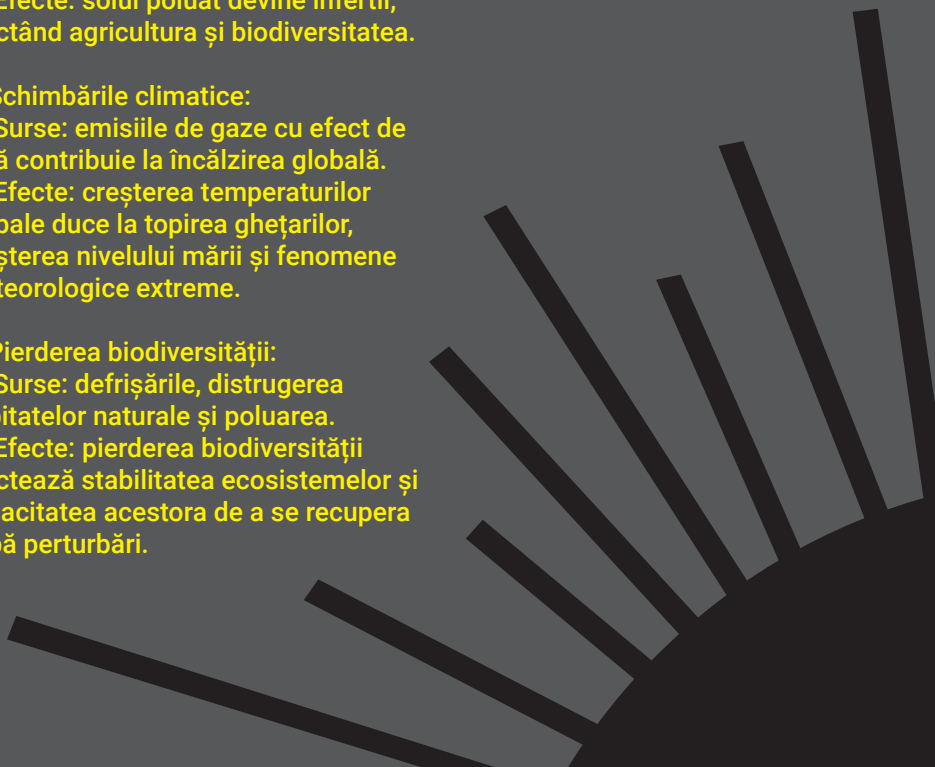 Efecte: solul poluat devine infertil,
ctând agricultura și biodiversitatea.
Schimbările climatice:
Surse: emisiile de gaze cu efect de
ă contribuie la încălzirea globală.
Efecte: creșterea temperaturilor
bale duce la topirea ghețarilor,
șterea nivelului mării și fenomene
teorologice extreme.
Pierderea biodiversității:
Surse: defrișările, distrugerea
bitatelor naturale și poluarea.
Efecte: pierderea biodiversității
ctează stabilitatea ecosistemelor și
acitatea acestora de a se recupera
pă perturbări.